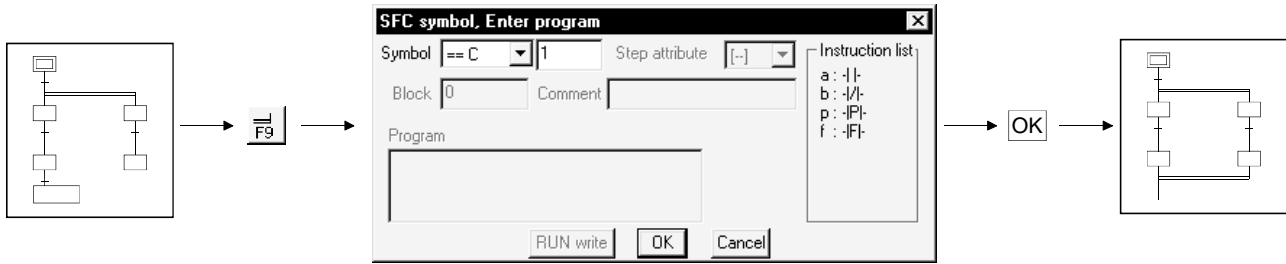 SFC symbol, Enter program
Symbol == C 1 Step attribute [--] Instruction list
Block 0 Comment
a : -| |-
b : -|/|-
p : -|P|-
f : -|F|-
Program
RUN write OK Cancel
F9
OK